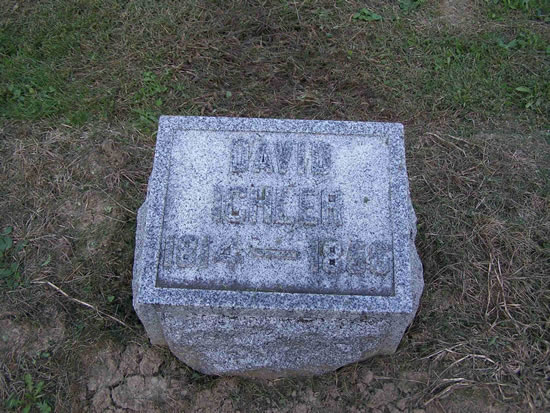 DAVID
ICHLER
1814 —